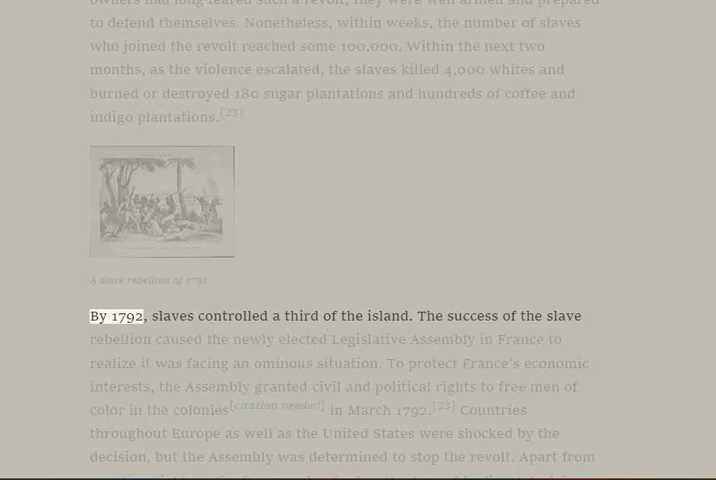 owners had long feared such a revolt, they were well armed and prepared
to defend themselves. Nonetheless, within weeks, the number of slaves
who joined the revolt reached some 100,000. Within the next two
months, as the violence escalated, the slaves killed 4,000 whites and
burned or destroyed 180 sugar plantations and hundreds of coffee and
indigo plantations.[23]
A slave rebellion of 1791
By 1792, slaves controlled a third of the island. The success of the slave
rebellion caused the newly elected Legislative Assembly in France to
realize it was facing an ominous situation. To protect France's economic
interests, the Assembly granted civil and political rights to free men of
color in the colonies[citation needed] in March 1792.[23] Countries
throughout Europe as well as the United States were shocked by the
decision, but the Assembly was determined to stop the revolt. Apart from